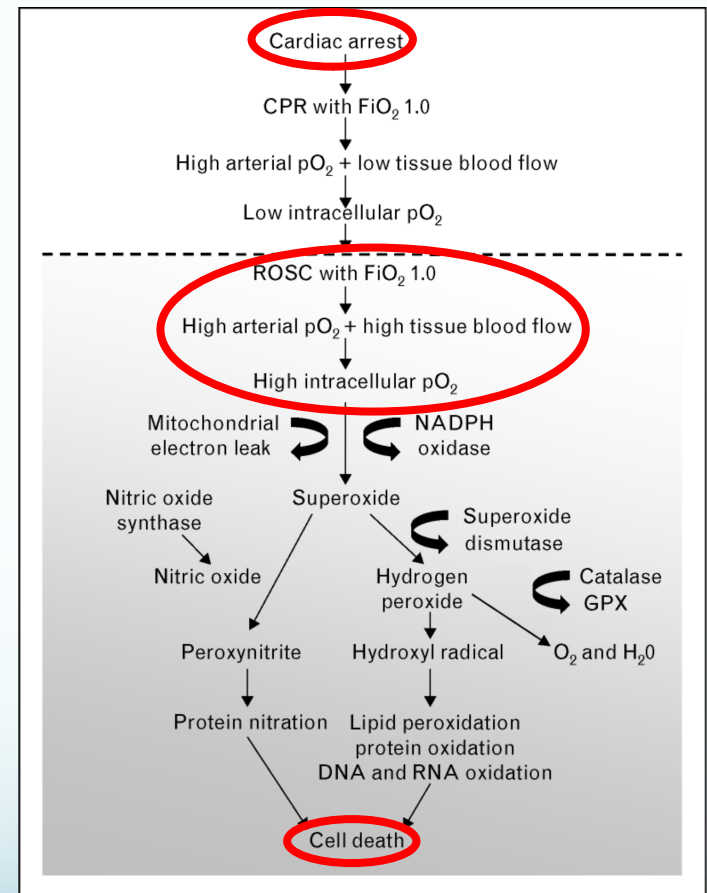 Cardiac arrest
CPR with FiO₂ 1.0
High arterial pO₂ + low tissue blood flow
Low intracellular pO₂
ROSC with FiO₂ 1.0
High arterial pO₂ + high tissue blood flow
High intracellular pO₂
Mitochondrial
electron leak
NADPH
oxidase
Nitric oxide
synthase
Superoxide
Superoxide
dismutase
Nitric oxide
Hydrogen
peroxide
Catalase
GPX
Peroxynitrite
Hydroxyl radical
O₂ and H₂0
Protein nitration
Lipid peroxidation
protein oxidation
DNA and RNA oxidation
Cell death